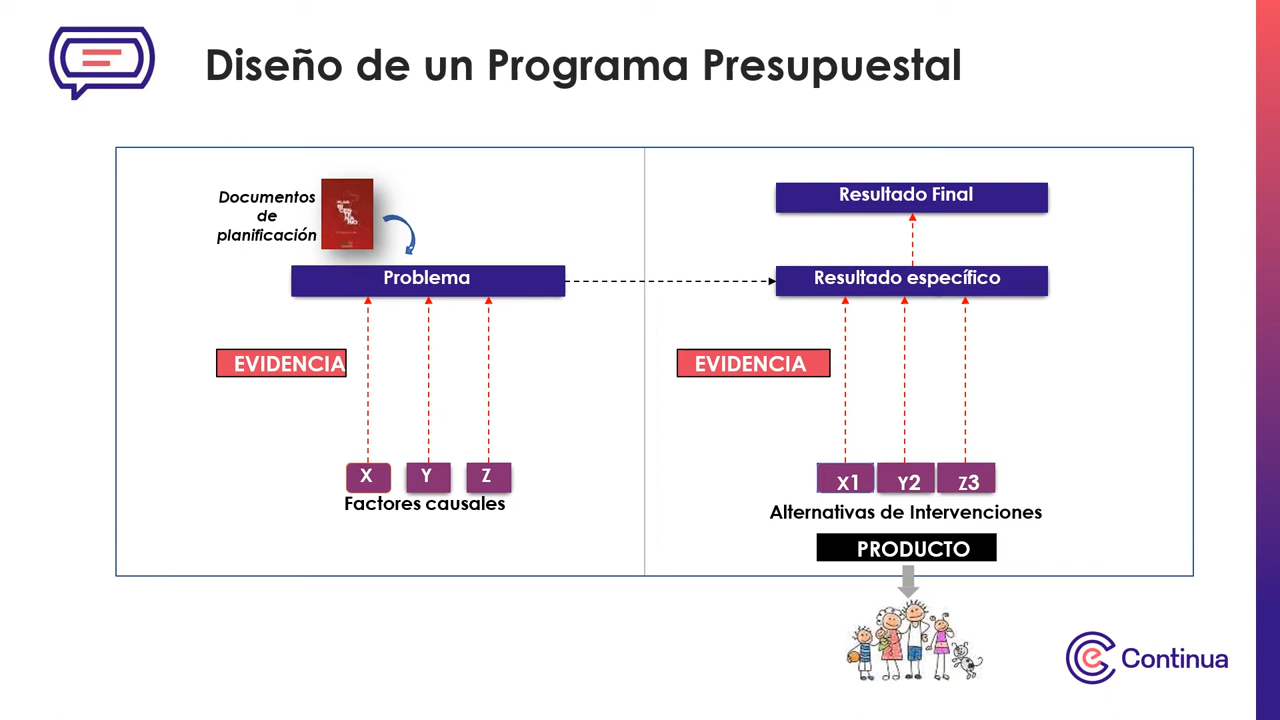 Diseño de un Programa Presupuestal
Documentos
de
planificación
Problema
EVIDENCIA
X Y Z
Factores causales
Resultado Final
Resultado específico
EVIDENCIA
X1 Y2 Z3
Alternativas de Intervenciones
PRODUCTO
Continua